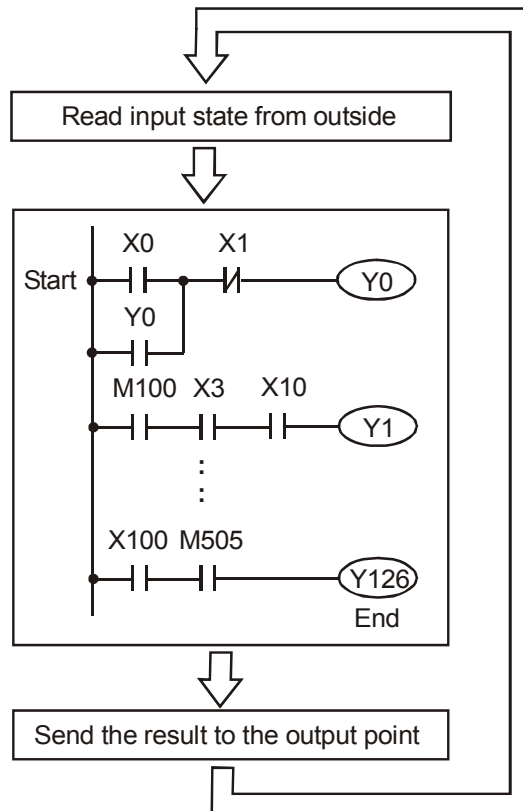 Read input state from outside
X0 X1
Start Y0
Y0
M100 X3 X10
Y1
X100 M505
Y126
End
Send the result to the output point